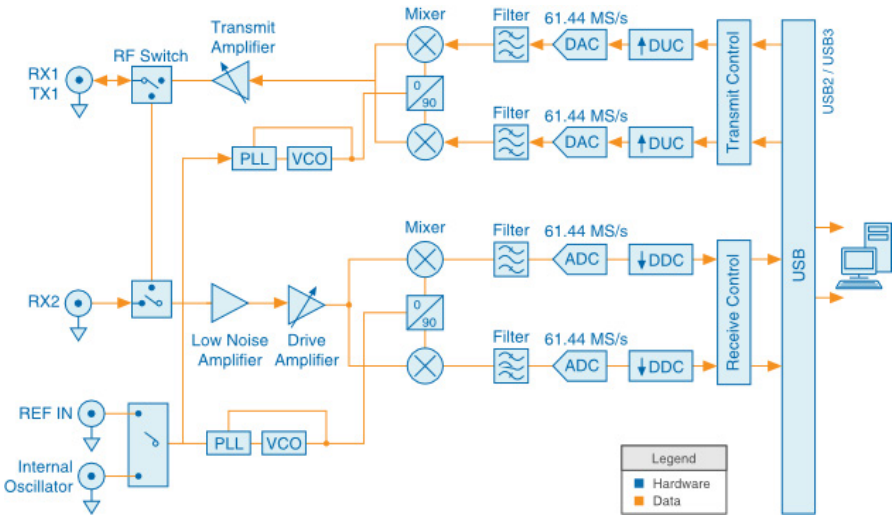 Mixer
Filter
61.44 MS/s
Transmit
Amplifier
RF Switch
RX1
TX1
DAC
DUC
0
90
61.44 MS/s
DAC
DUC
Transmit Control
USB2 / USB3
PLL
VCO
Mixer
Filter
61.44 MS/s
ADC
DDC
USB
RX2
Low Noise
Amplifier
Drive
Amplifier
0
90
Filter
61.44 MS/s
ADC
DDC
Receive Control
REF IN
PLL
VCO
Internal
Oscillator
Legend
Hardware
Data